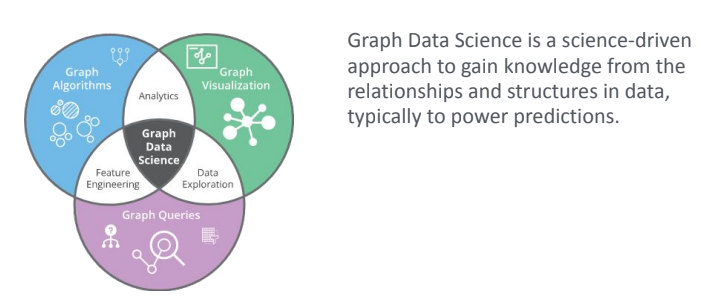 Graph
Algorithms
Graph
Visualization
Analytics
Graph
Data
Science
Feature
Engineering
Data
Exploration
Graph Queries
?
Graph Data Science is a science-driven
approach to gain knowledge from the
relationships and structures in data,
typically to power predictions.